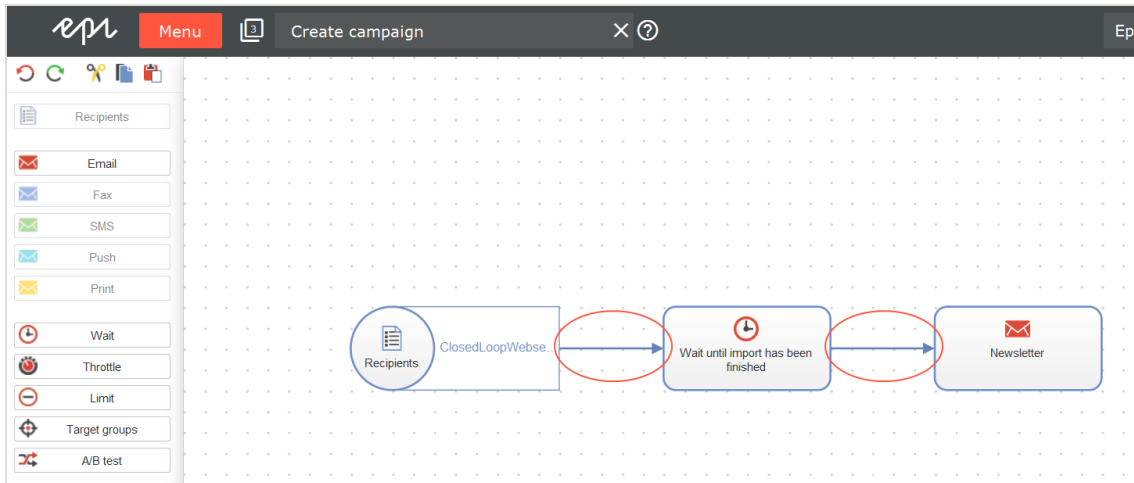 epi
Menu
3
Create campaign
Ep
Recipients
Email
Fax
SMS
Push
Print
Wait
Throttle
Limit
Target groups
A/B test
Recipients
ClosedLoopWebse..
Wait until import has been
finished
Newsletter